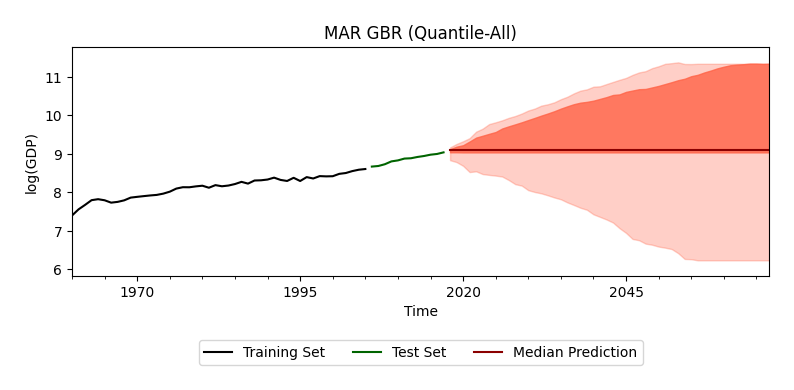 MAR GBR (Quantile-All)
log(GDP)
11
10
9
8
7
6
1970
1995
2020
2045
Time
Training Set
Test Set
Median Prediction